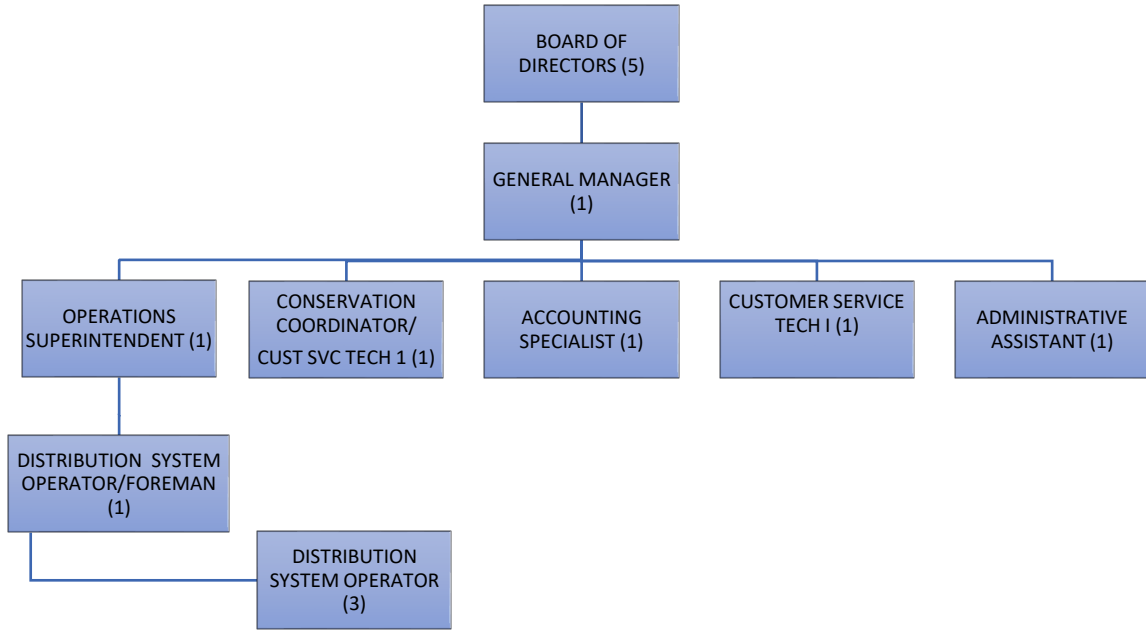 BOARD OF
DIRECTORS (5)
GENERAL MANAGER
(1)
OPERATIONS
SUPERINTENDENT (1)
CONSERVATION
COORDINATOR/
CUST SVC TECH 1 (1)
ACCOUNTING
SPECIALIST (1)
CUSTOMER SERVICE
TECH I (1)
ADMINISTRATIVE
ASSISTANT (1)
DISTRIBUTION SYSTEM
OPERATOR/FOREMAN
(1)
DISTRIBUTION
SYSTEM OPERATOR
(3)